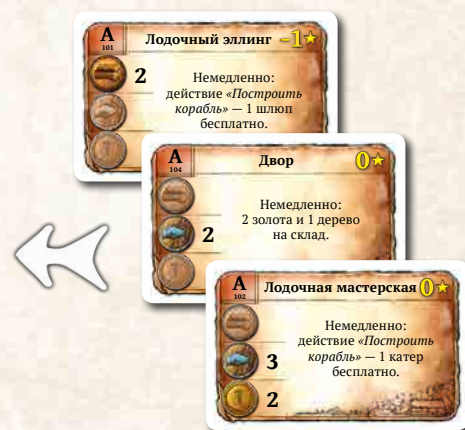 A
101
Лодочный эллинг -1
2
Немедленно:
действие «Построить
корабль» — 1 шлюп
бесплатно.
A
104
Двор 0
2
Немедленно:
2 золота и 1 дерево
на склад.
A
102
Лодочная мастерская 0
3
2
Немедленно:
действие «Построить
корабль» — 1 катер
бесплатно.